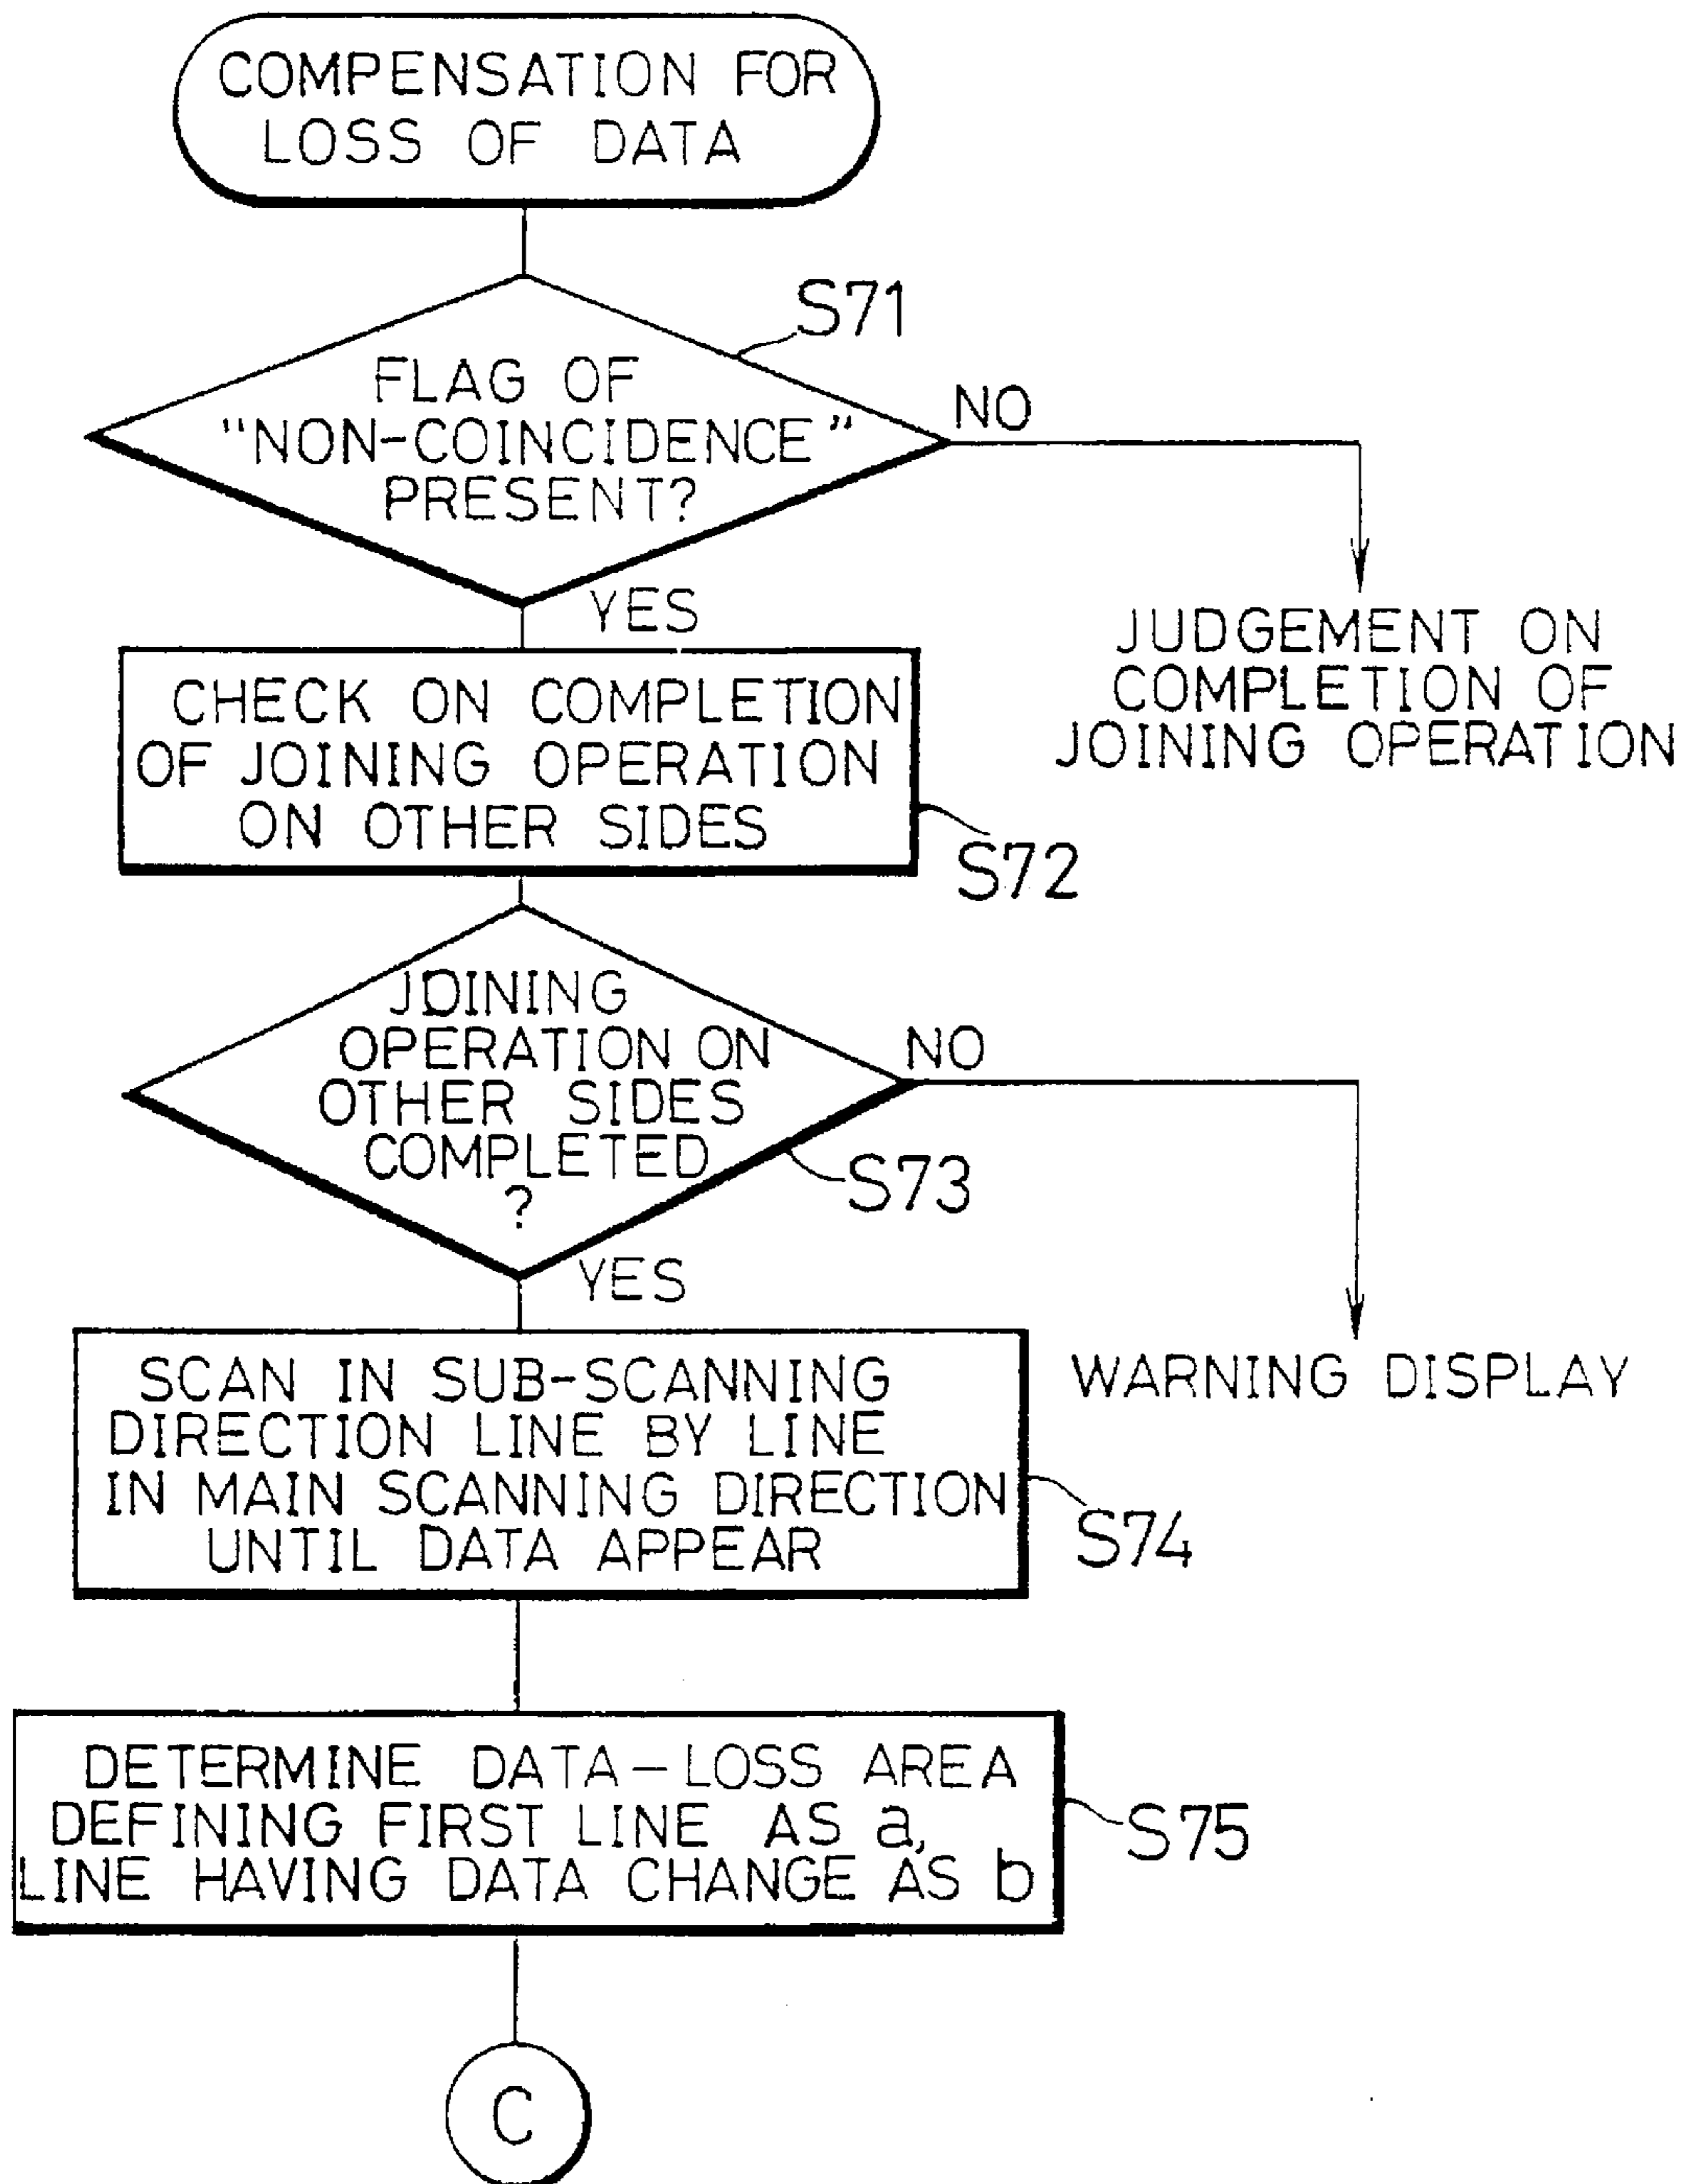 COMPENSATION FOR
LOSS OF DATA
S71
FLAG OF
"NON-COINCIDENCE"
PRESENT?
NO
YES
JUDGEMENT ON
COMPLETION OF
JOINING OPERATION
CHECK ON COMPLETION
OF JOINING OPERATION
ON OTHER SIDES
S72
JOINING
OPERATION ON
OTHER SIDES
COMPLETED
?
NO
S73
YES
WARNING DISPLAY
SCAN IN SUB-SCANNING
DIRECTION LINE BY LINE
IN MAIN SCANNING DIRECTION
UNTIL DATA APPEAR
S74
DETERMINE DATA-LOSS AREA
DEFINING FIRST LINE AS a,
LINE HAVING DATA CHANGE AS b
S75
C